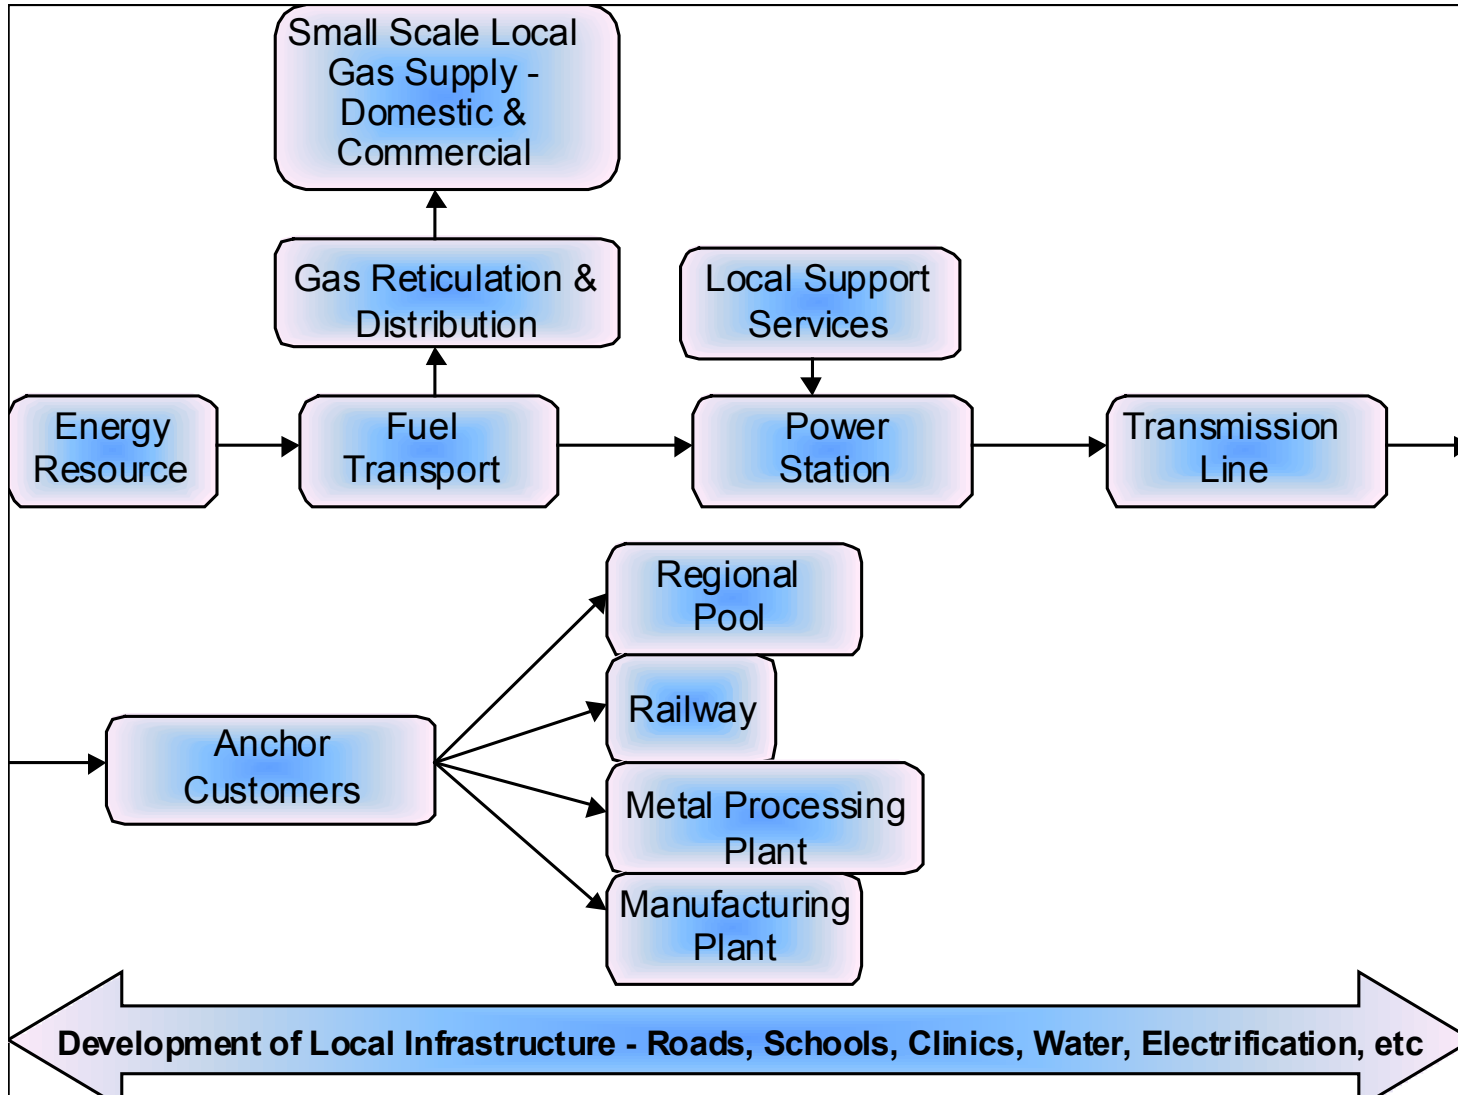 Small Scale Local
Gas Supply -
Domestic &
Commercial
Gas Reticulation &
Distribution
Local Support
Services
Energy
Resource
Fuel
Transport
Power
Station
Transmission
Line
Regional
Pool
Railway
Anchor
Customers
Metal Processing
Plant
Manufacturing
Plant
Development of Local Infrastructure - Roads, Schools, Clinics, Water, Electrification, etc